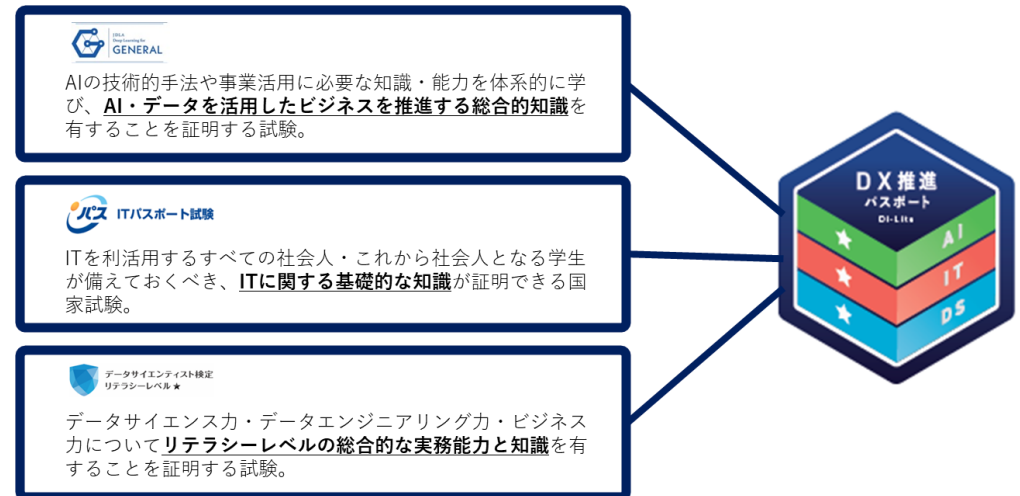 JDLA
Deep Learning for
GENERAL
AIの技術的手法や事業活用に必要な知識・能力を体系的に学
び、AI・データを活用したビジネスを推進する総合的知識を
有することを証明する試験。
iパス ITパスポート試験
ITを利活用するすべての社会人・これから社会人となる学生
が備えておくべき、ITに関する基礎的な知識が証明できる国
家試験。
データサイエンティスト検定
リテラシーレベル★
データサイエンス力・データエンジニアリング力・ビジネス
力についてリテラシーレベルの総合的な実務能力と知識を有
することを証明する試験。
DX推進
パスポート
DI-Lite
★ AI
★ IT
★ DS